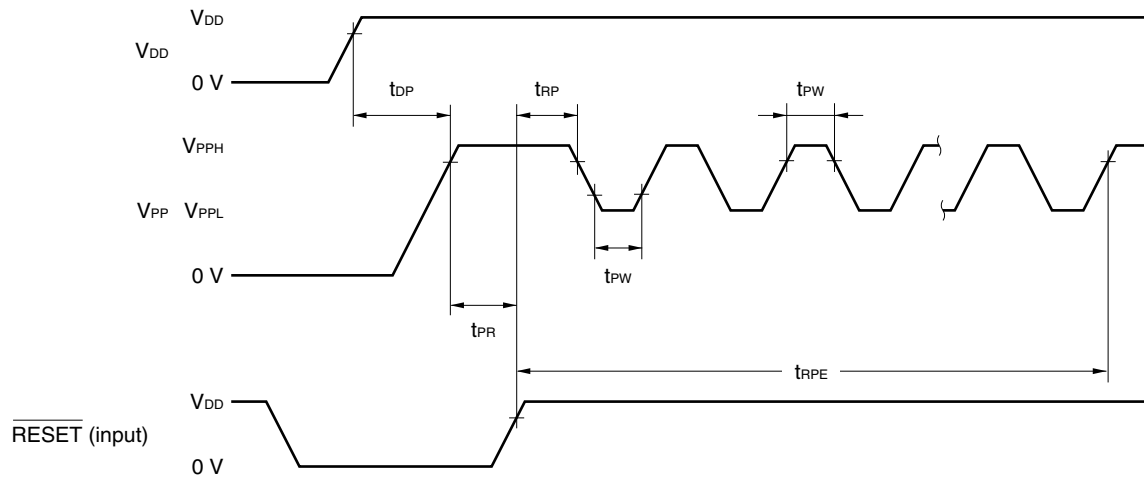 VDD
VDD
0 V
tDP
tRP
tPW
VPPH
VPP VPPL
tPW
0 V
tPR
tRPE
VDD
RESET (input)
0 V